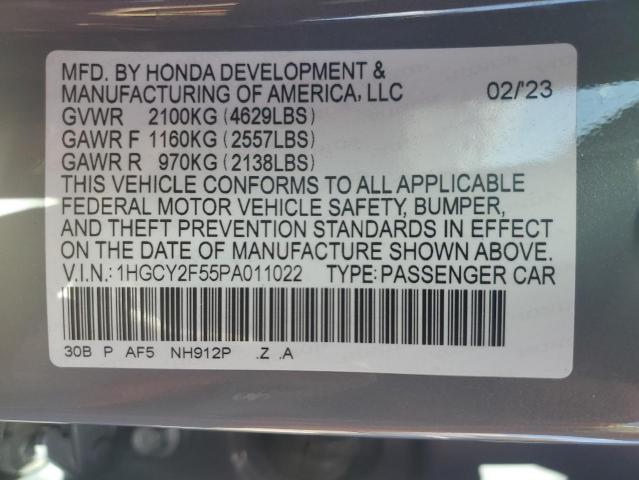 MFD. BY HONDA DEVELOPMENT &
MANUFACTURING OF AMERICA, LLC 02/'23
GVWR 2100KG (4629LBS)
GAWR F 1160KG (2557LBS)
GAWR R 970KG (2138LBS)
THIS VEHICLE CONFORMS TO ALL APPLICABLE
FEDERAL MOTOR VEHICLE SAFETY, BUMPER,
AND THEFT PREVENTION STANDARDS IN EFFECT
ON THE DATE OF MANUFACTURE SHOWN ABOVE.
V.I.N.: 1HGCY2F55PA011022 TYPE: PASSENGER CAR
30B P AF5 NH912P .Z .A